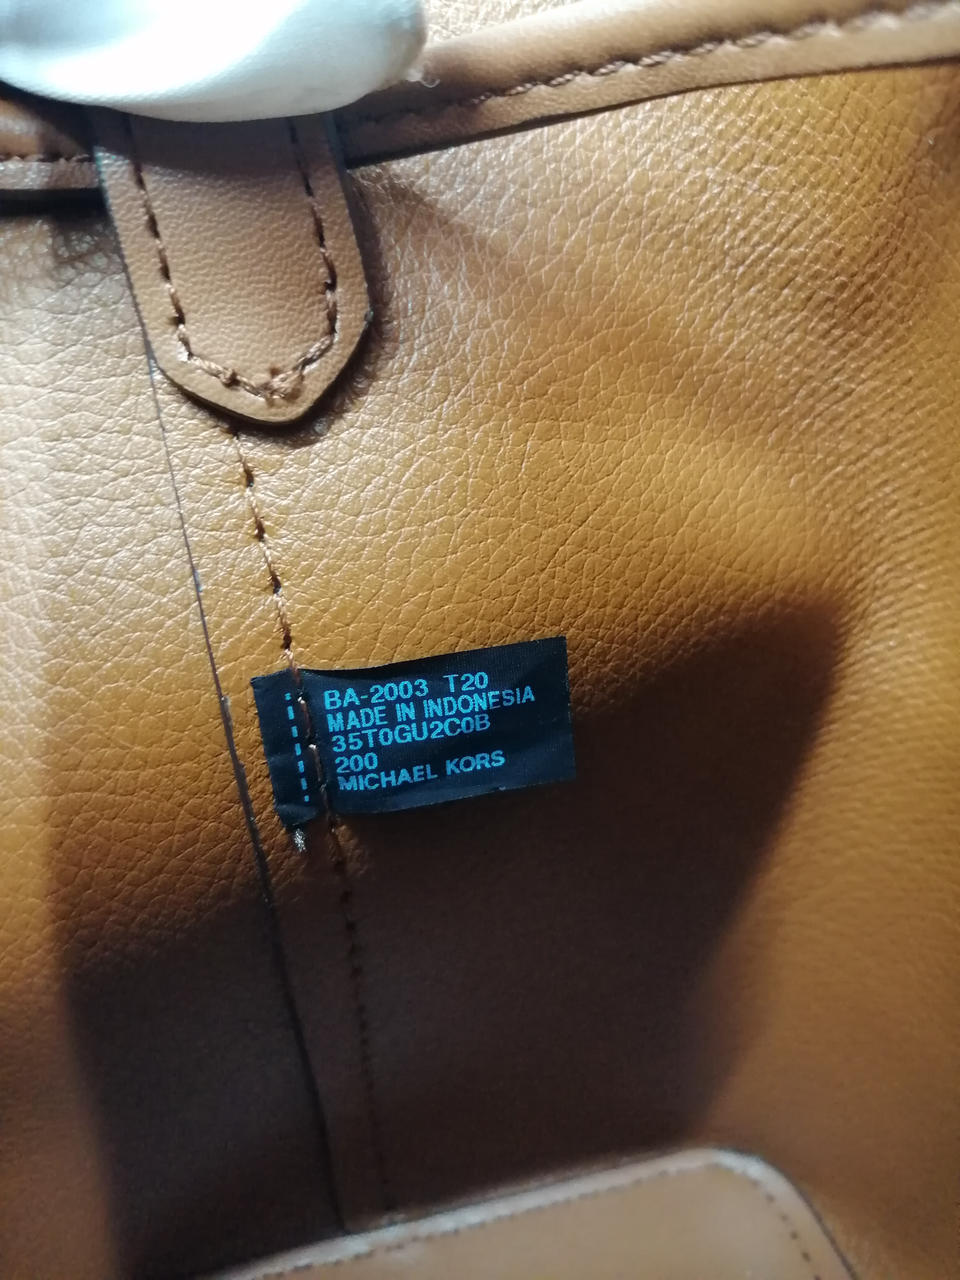 BA-2003 T20
MADE IN INDONESIA
35T0GU2C0B
200
MICHAEL KORS